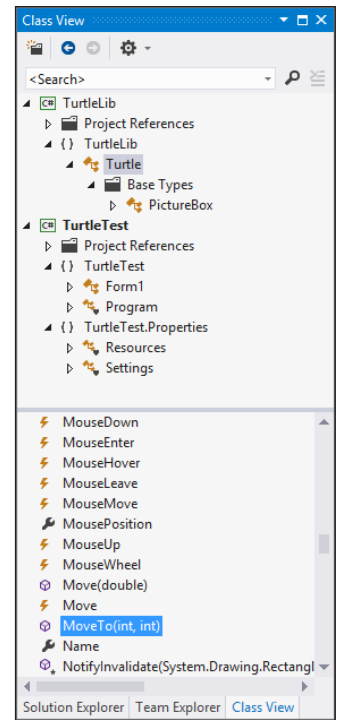 Class View
<Search>
C# TurtleLib
Project References
{ } TurtleLib
Turtle
Base Types
PictureBox
C# TurtleTest
Project References
{ } TurtleTest
Form1
Program
{ } TurtleTest.Properties
Resources
Settings
MouseDown
MouseEnter
MouseHover
MouseLeave
MouseMove
MousePosition
MouseUp
MouseWheel
Move(double)
Move
MoveTo(int, int)
Name
NotifyInvalidate(System.Drawing.Rectangl
Solution Explorer Team Explorer Class View